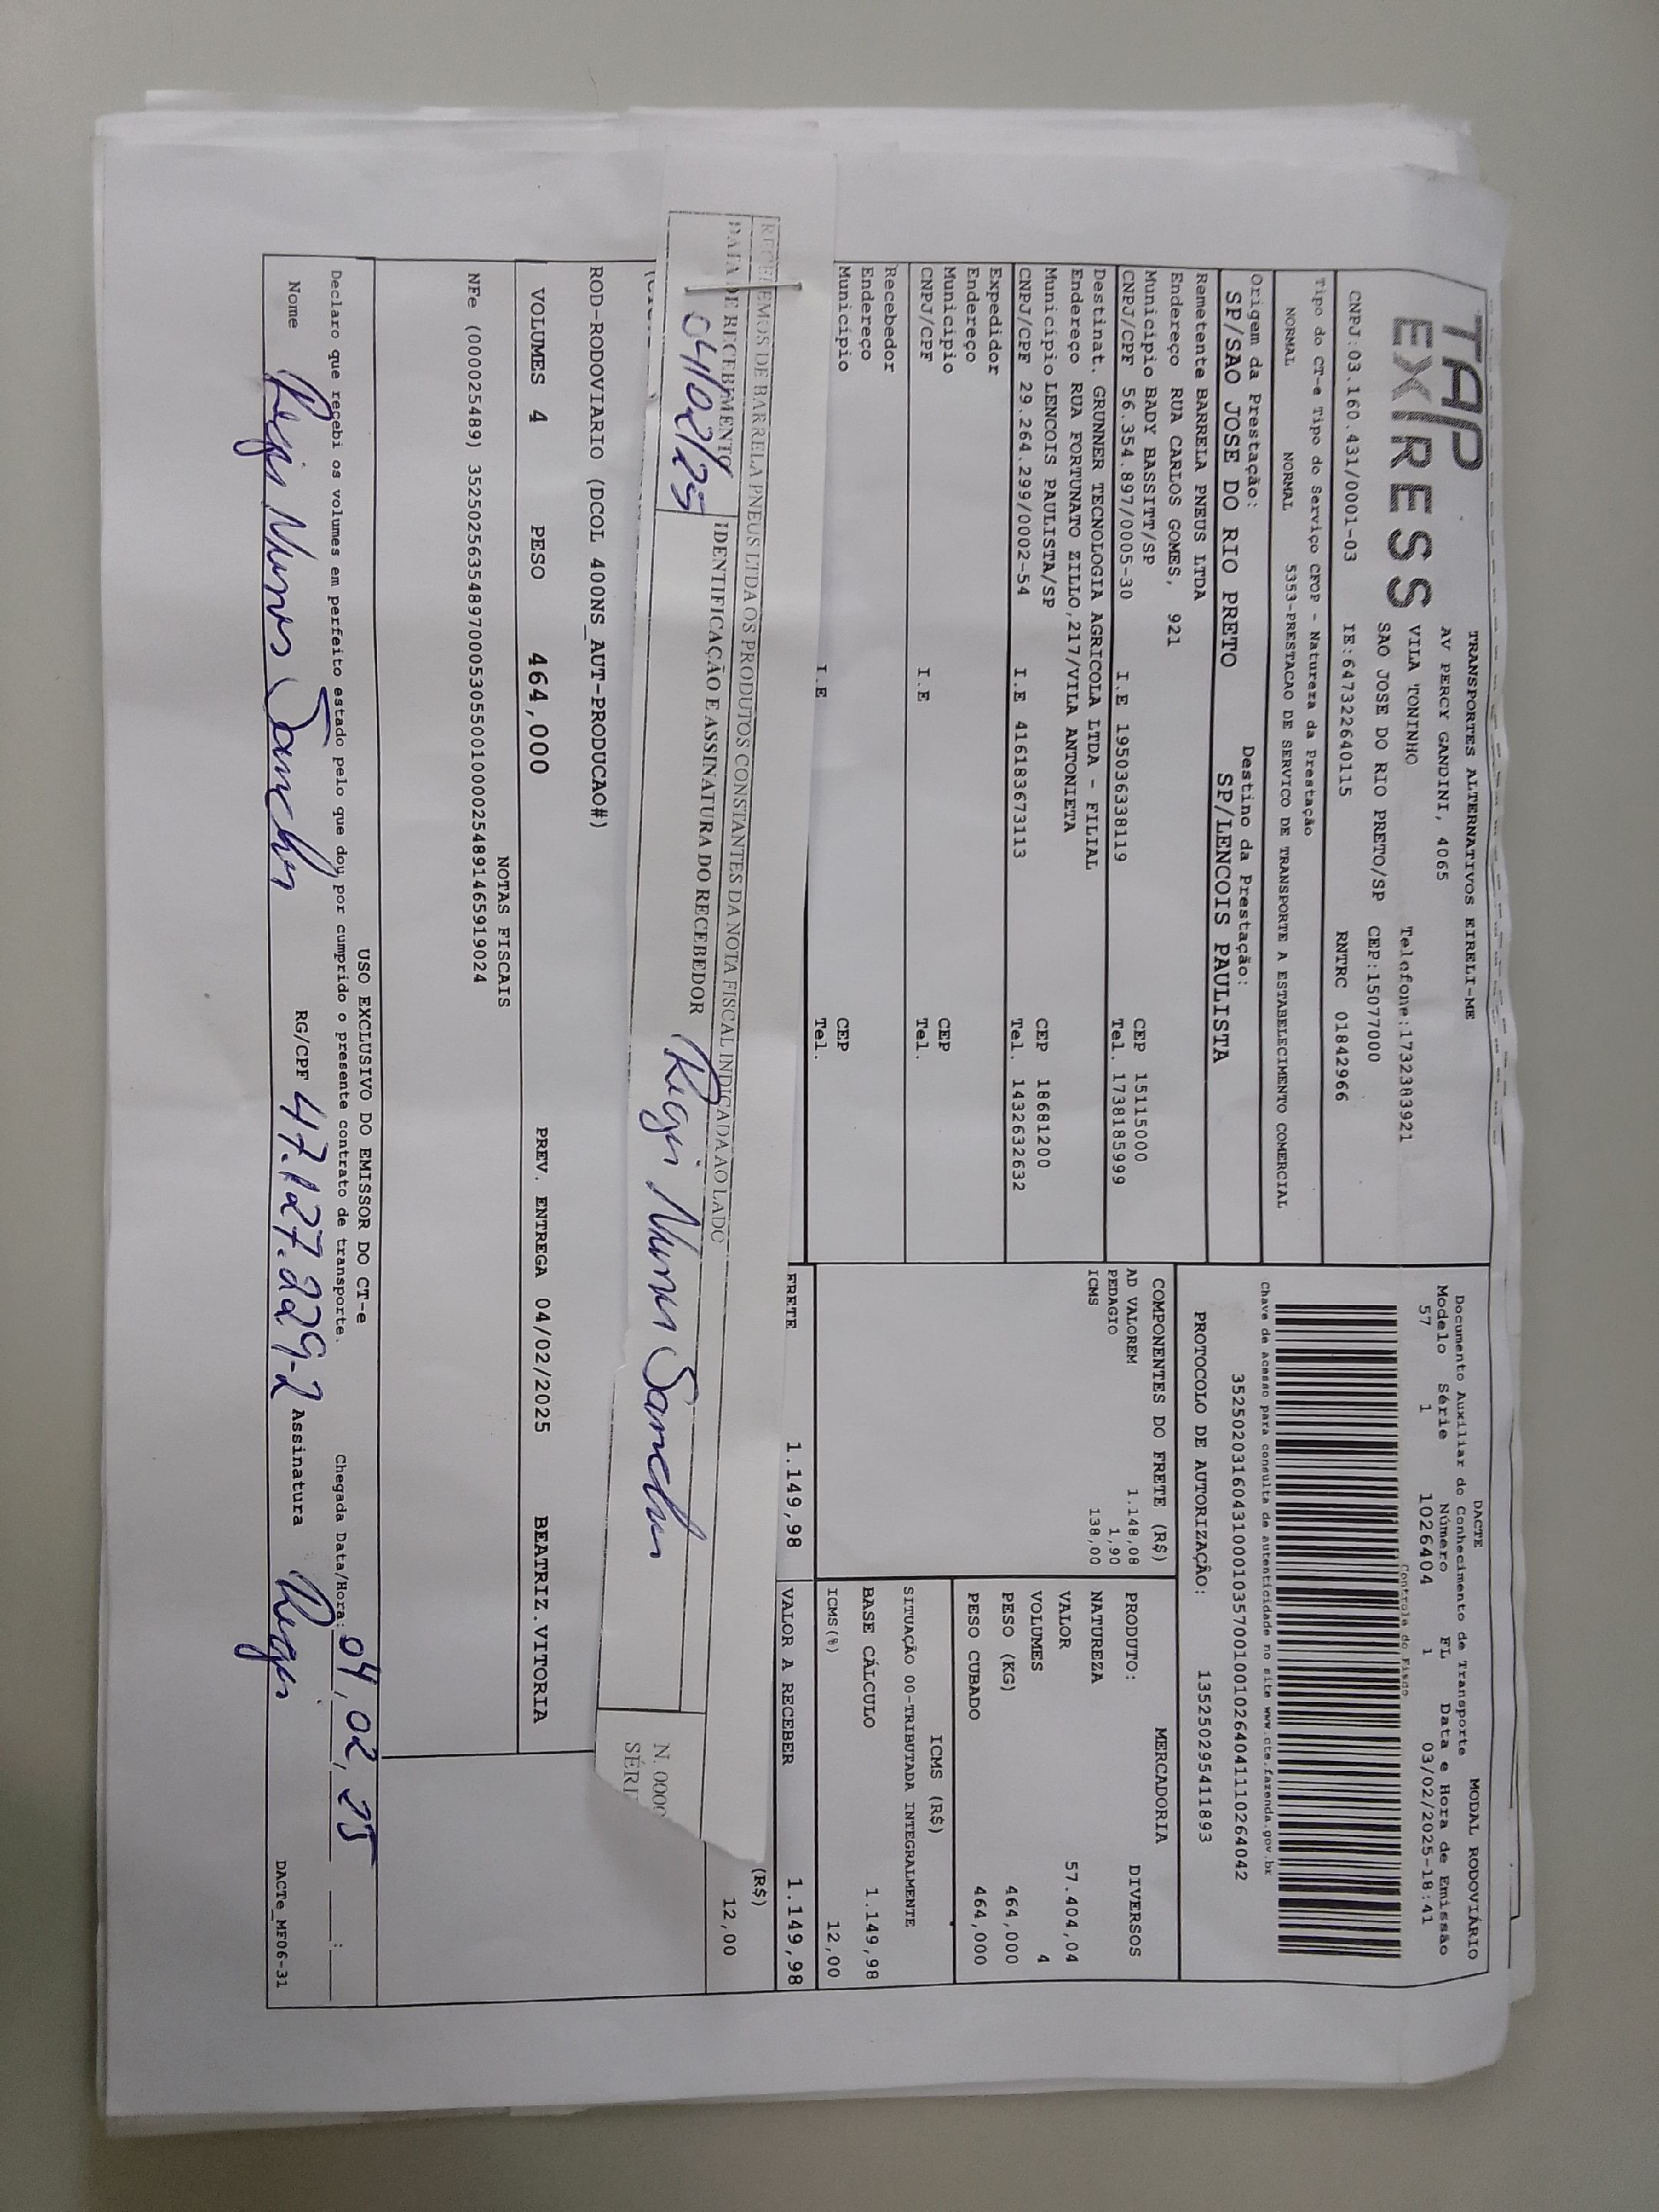 TAP EXPRESS
TRANSPORTES ALTERNATIVOS EIRELI-ME
AV PERCY GANDINI, 4065
VILA TONINHO Telefone:1732383921
SAO JOSE DO RIO PRETO/SP CEP:15077000
CNPJ:03.160.431/0001-03 IE:647322640115 RNTRC 01842966
Tipo do CT-e Tipo do Serviço CFOP - Natureza da Prestação
NORMAL NORMAL 5353-PRESTACAO DE SERVICO DE TRANSPORTE A ESTABELECIMENTO COMERCIAL
Origem da Prestação: Destino da Prestação:
SP/SAO JOSE DO RIO PRETO SP/LENCOIS PAULISTA
Remetente BARRELA PNEUS LTDA
Endereço RUA CARLOS GOMES, 921
Município BADY BASSITT/SP CEP 15115000
CNPJ/CPF 56.354.897/0005-30 I.E 195036338119 Tel. 1738185999
Destinat. GRUNNER TECNOLOGIA AGRICOLA LTDA - FILIAL
Endereço RUA FORTUNATO ZILLO,217/VILA ANTONIETA
Município LENCOIS PAULISTA/SP CEP 18681200
CNPJ/CPF 29.264.299/0002-54 I.E 416183673113 Tel. 1432632632
Expedidor
Endereço
Município CEP
CNPJ/CPF I.E Tel.
Recebedor
Endereço
Município CEP
I.E Tel.
DACTE MODAL RODOVIÁRIO
Documento Auxiliar do Conhecimento de Transporte
Modelo Série Número FL Data e Hora de Emissão
57 1 1026404 1 03/02/2025-18:41
Controle do Fisco
Chave de acesso para consulta de autenticidade no site www.cte.fazenda.gov.br
35250203160431000103570010010264041110264042
PROTOCOLO DE AUTORIZAÇÃO: 135250295411893
COMPONENTES DO FRETE (R$)
AD VALOREM 1.148,08
PEDAGIO 1,90
ICMS 138,00
MERCADORIA
PRODUTO: DIVERSOS
NATUREZA
VALOR 57.404,04
VOLUMES 4
PESO (KG) 464,000
PESO CUBADO 464,000
ICMS (R$)
SITUAÇÃO 00-TRIBUTADA INTEGRALMENTE
BASE CÁLCULO 1.149,98
ICMS(%) 12,00
FRETE 1.149,98 VALOR A RECEBER 1.149,98
(R$)
12,00
RECEBEMOS DE BARRELA PNEUS LTDA OS PRODUTOS CONSTANTES DA NOTA FISCAL INDICADA AO LADO
DATA DE RECEBIMENTO IDENTIFICAÇÃO E ASSINATURA DO RECEBEDOR
04/02/25 Regis Nunes Sanches
N. 0000
SÉRI
ROD-RODOVIARIO (DCOL 400NS_AUT-PRODUCAO#)
VOLUMES 4 PESO 464,000 PREV. ENTREGA 04/02/2025 BEATRIZ.VITORIA
NOTAS FISCAIS
NFe (000025489) 35250256354897000530550010000254891465919024
USO EXCLUSIVO DO EMISSOR DO CT-e
Declaro que recebi os volumes em perfeito estado pelo que dou por cumprido o presente contrato de transporte. Chegada Data/Hora: 04, 02, 25 :
Nome Regis Nunes Sanches RG/CPF 47.127.229-2 Assinatura Regis DACTe_MF06-31